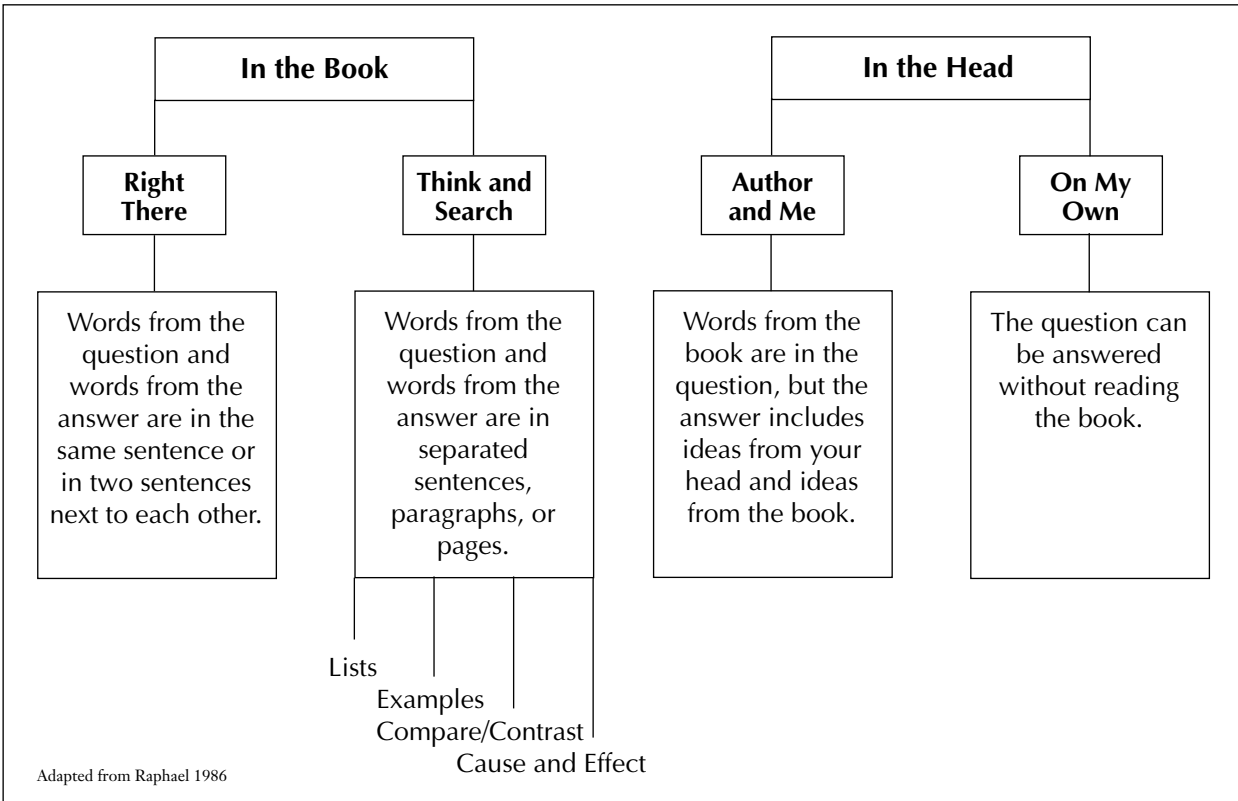 In the Book
Right
There
Words from the
question and
words from the
answer are in the
same sentence or
in two sentences
next to each other.
Think and
Search
Words from the
question and
words from the
answer are in
separated
sentences,
paragraphs, or
pages.
Lists
Examples
Compare/Contrast
Cause and Effect
In the Head
Author
and Me
Words from the
book are in the
question, but the
answer includes
ideas from your
head and ideas
from the book.
On My
Own
The question can
be answered
without reading
the book.
Adapted from Raphael 1986